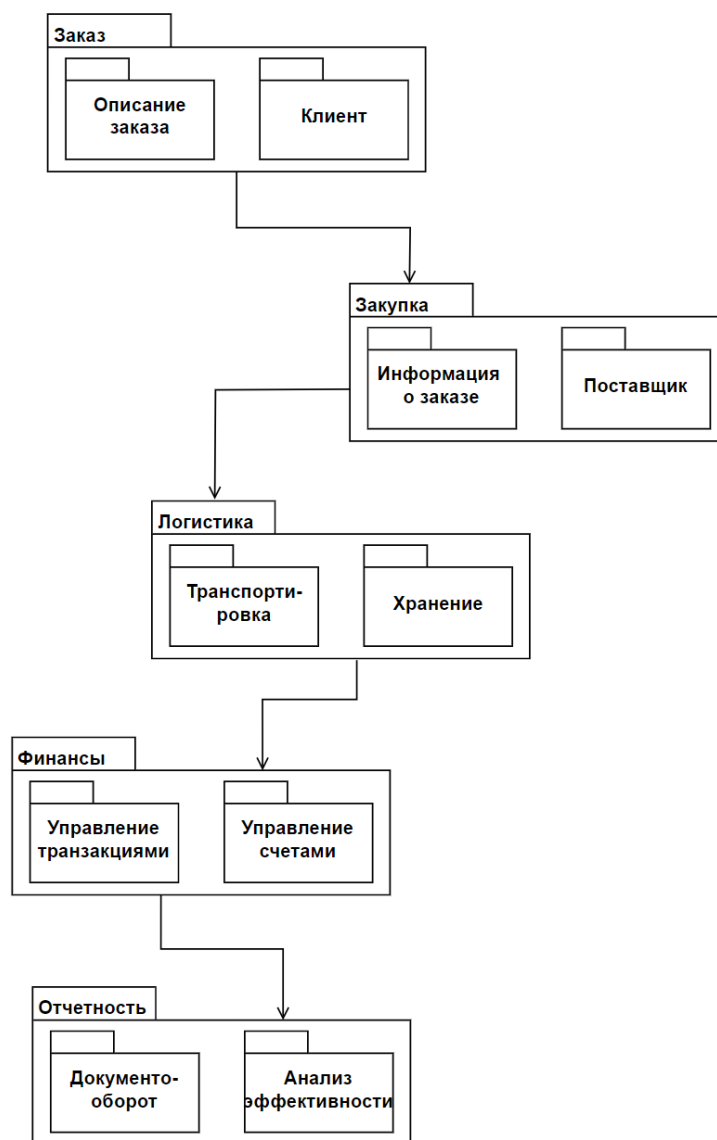 Заказ
Описание
заказа
Клиент
Закупка
Информация
о заказе
Поставщик
Логистика
Транспорти-
ровка
Хранение
Финансы
Управление
транзакциями
Управление
счетами
Отчетность
Документо-
оборот
Анализ
эффективности